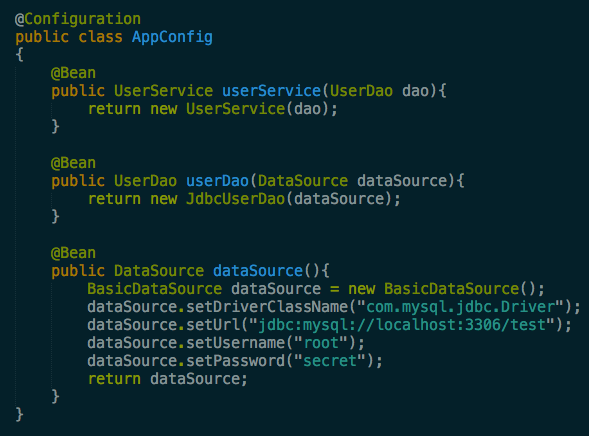 @Configuration
public class AppConfig
{
    @Bean
    public UserService userService(UserDao dao){
        return new UserService(dao);
    }

    @Bean
    public UserDao userDao(DataSource dataSource){
        return new JdbcUserDao(dataSource);
    }

    @Bean
    public DataSource dataSource(){
        BasicDataSource dataSource = new BasicDataSource();
        dataSource.setDriverClassName("com.mysql.jdbc.Driver");
        dataSource.setUrl("jdbc:mysql://localhost:3306/test");
        dataSource.setUsername("root");
        dataSource.setPassword("secret");
        return dataSource;
    }
}